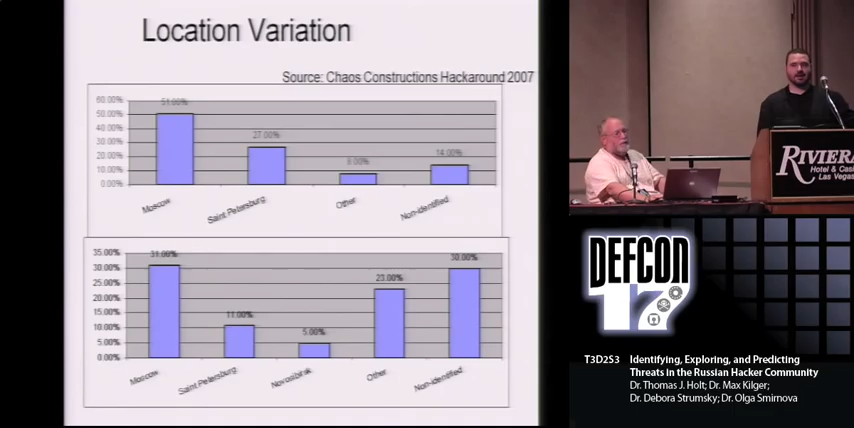 Location Variation
Source: Chaos Constructions Hackaround 2007
60.00%
50.00%
40.00%
30.00%
20.00%
10.00%
0.00%
51.00%
27.00%
8.00%
14.00%
Moscow
Saint Petersburg
Other
Non-identified
35.00%
30.00%
25.00%
20.00%
15.00%
10.00%
5.00%
0.00%
31.00%
11.00%
5.00%
23.00%
30.00%
Moscow
Saint Petersburg
Novosibirsk
Other
Non-identified
RIVIERA
Hotel & Cas
Las Vegas
DEFCON
17
T3D2S3 Identifying, Exploring, and Predicting
Threats in the Russian Hacker Community
Dr. Thomas J. Holt; Dr. Max Kilger;
Dr. Debora Strumsky; Dr. Olga Smirnova